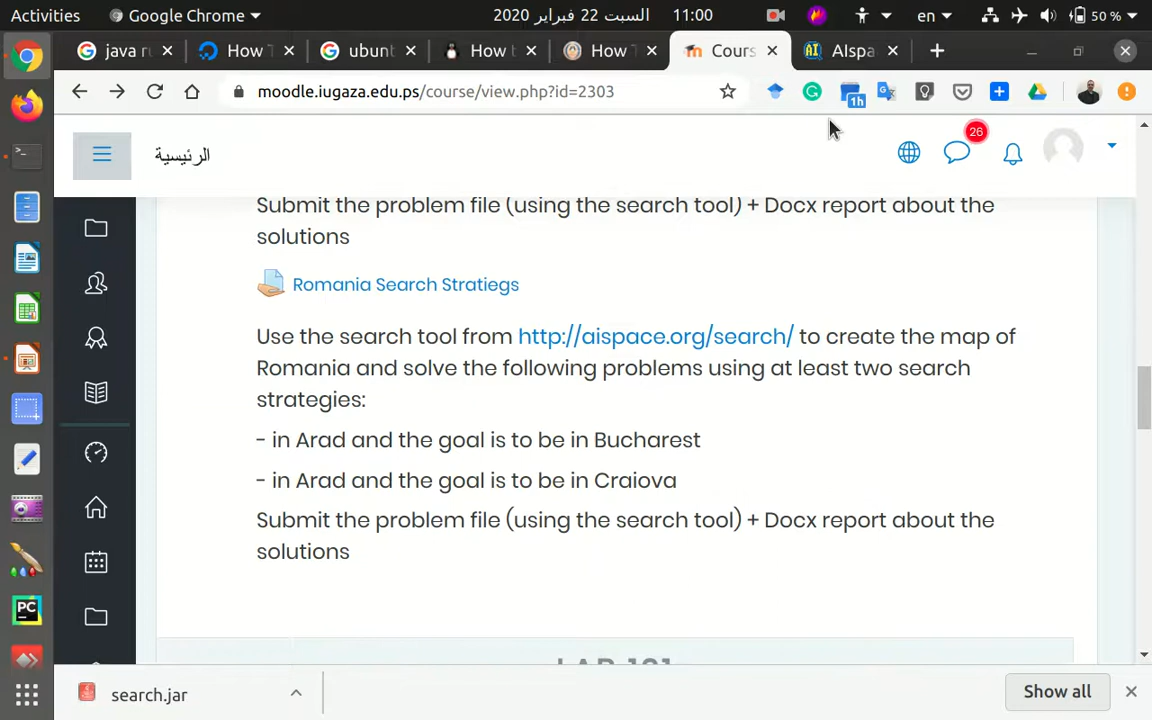 Activities
Google Chrome
السبت 22 فبراير 2020
11:00
en
50 %
java ru
How T
ubunt
How t
How T
Cours
AIspa
moodle.iugaza.edu.ps/course/view.php?id=2303
1h
الرئيسية
26
Submit the problem file (using the search tool) + Docx report about the
solutions
Romania Search Stratiegs
Use the search tool from http://aispace.org/search/ to create the map of
Romania and solve the following problems using at least two search
strategies:
- in Arad and the goal is to be in Bucharest
- in Arad and the goal is to be in Craiova
Submit the problem file (using the search tool) + Docx report about the
solutions
PC
search.jar
Show all